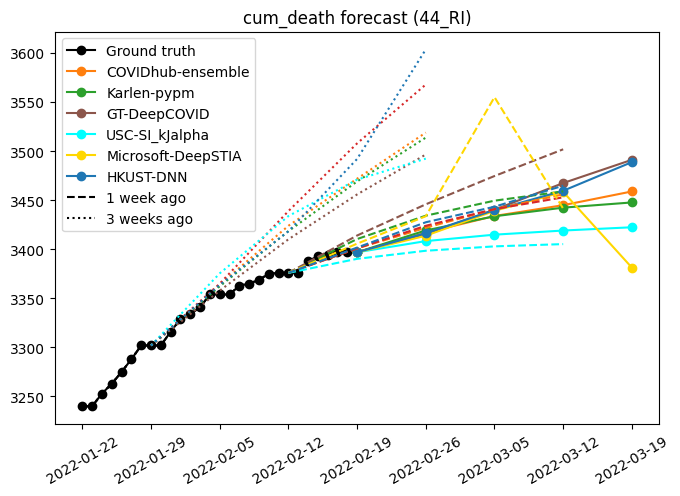 cum_death forecast (44_RI)
3600
3550
3500
3450
3400
3350
3300
3250
Ground truth
COVIDhub-ensemble
Karlen-pypm
GT-DeepCOVID
USC-SI_kJalpha
Microsoft-DeepSTIA
HKUST-DNN
1 week ago
3 weeks ago
2022-01-22
2022-01-29
2022-02-05
2022-02-12
2022-02-19
2022-02-26
2022-03-05
2022-03-12
2022-03-19